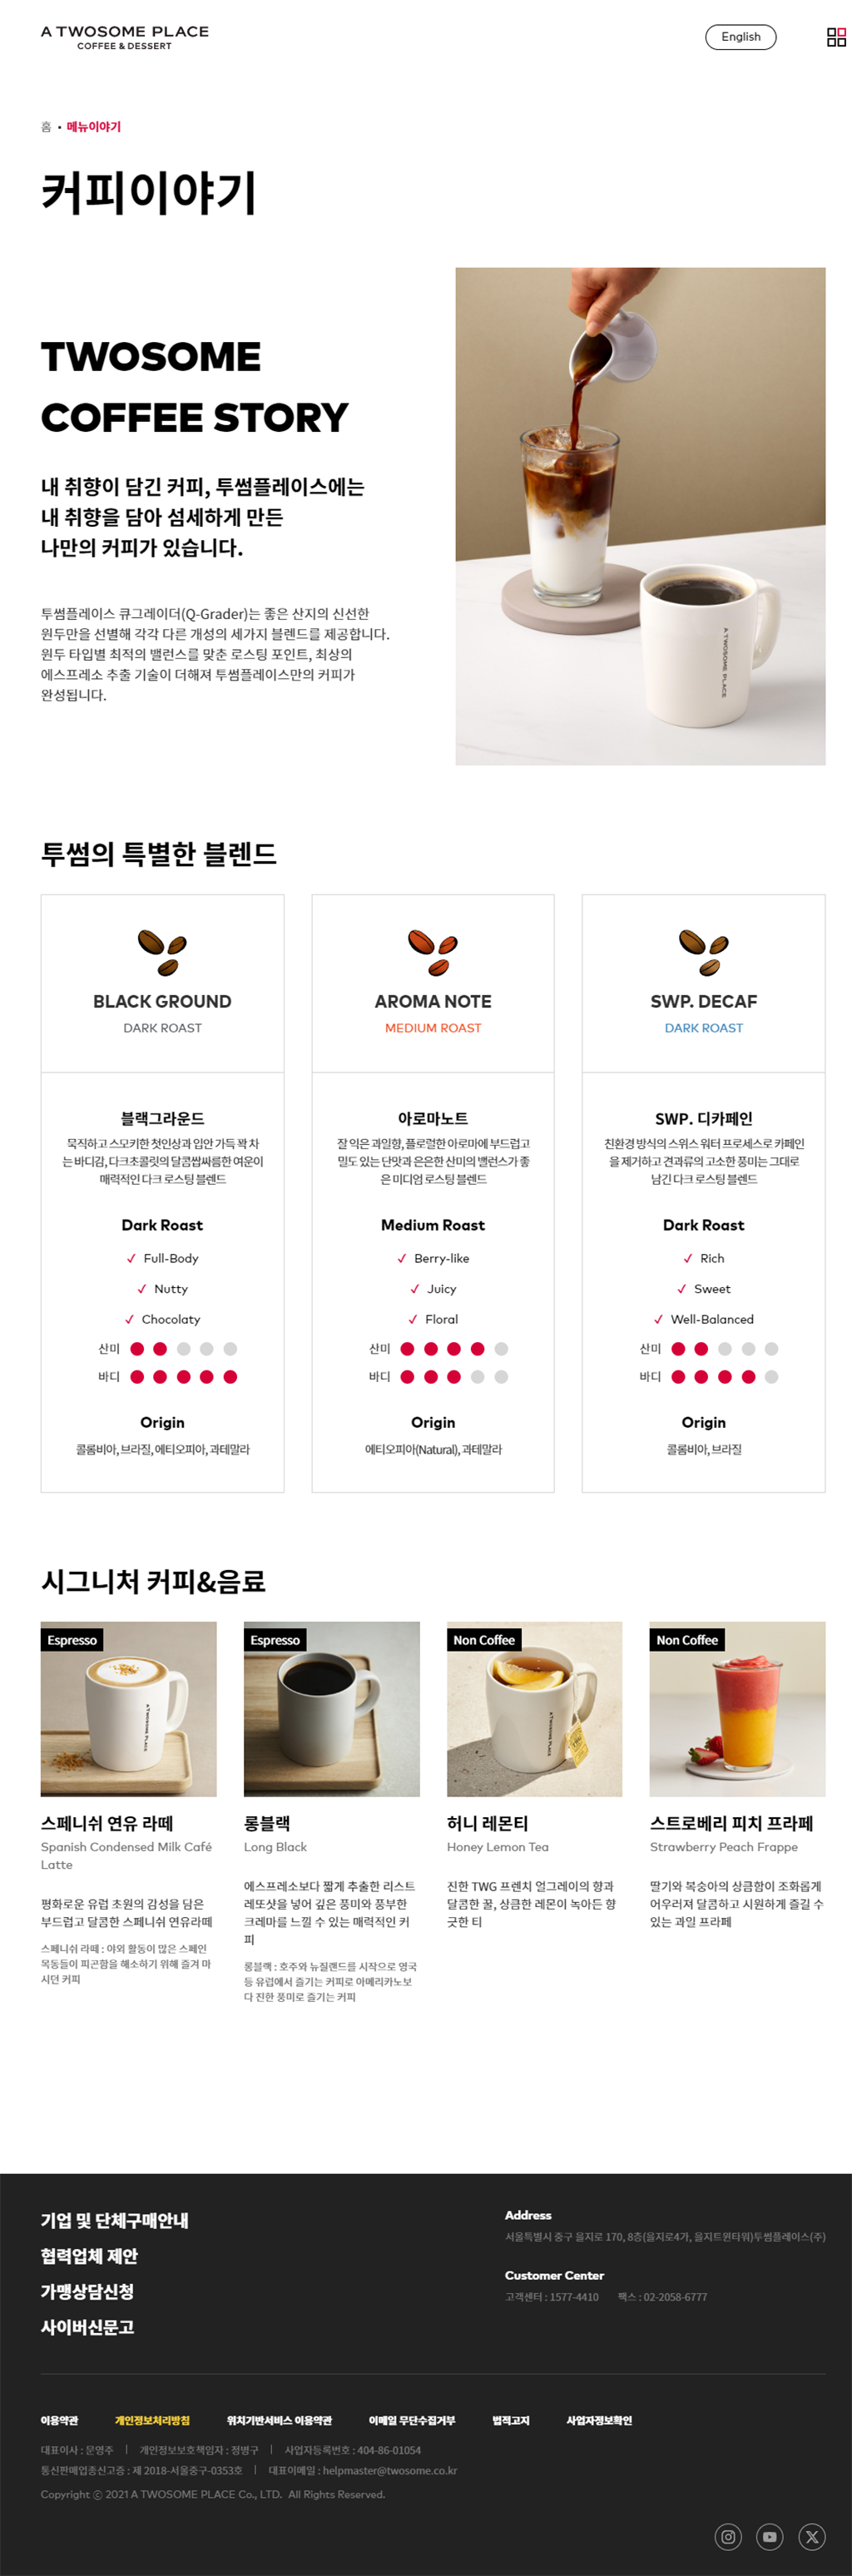 A TWOSOME PLACE
COFFEE & DESSERT
English
홈 • 메뉴이야기
커피이야기
TWOSOME
COFFEE STORY
내 취향이 담긴 커피, 투썸플레이스에는
내 취향을 담아 섬세하게 만든
나만의 커피가 있습니다.
투썸플레이스 큐그레이더(Q-Grader)는 좋은 산지의 신선한
원두만을 선별해 각각 다른 개성의 세가지 블렌드를 제공합니다.
원두 타입별 최적의 밸런스를 맞춘 로스팅 포인트, 최상의
에스프레소 추출 기술이 더해져 투썸플레이스만의 커피가
완성됩니다.
A TWOSOME PLACE
투썸의 특별한 블렌드
BLACK GROUND
DARK ROAST
블랙그라운드
묵직하고 스모키한 첫인상과 입안 가득 꽉 차
는 바디감, 다크초콜릿의 달콤쌉싸름한 여운이
매력적인 다크 로스팅 블렌드
Dark Roast
✓ Full-Body
✓ Nutty
✓ Chocolaty
산미
바디
Origin
콜롬비아, 브라질, 에티오피아, 과테말라
AROMA NOTE
MEDIUM ROAST
아로마노트
잘 익은 과일향, 플로럴한 아로마에 부드럽고
밀도 있는 단맛과 은은한 산미의 밸런스가 좋
은 미디엄 로스팅 블렌드
Medium Roast
✓ Berry-like
✓ Juicy
✓ Floral
산미
바디
Origin
에티오피아(Natural), 과테말라
SWP. DECAF
DARK ROAST
SWP. 디카페인
친환경 방식의 스위스 워터 프로세스로 카페인
을 제거하고 견과류의 고소한 풍미는 그대로
남긴 다크 로스팅 블렌드
Dark Roast
✓ Rich
✓ Sweet
✓ Well-Balanced
산미
바디
Origin
콜롬비아, 브라질
시그니처 커피&음료
Espresso
A TWOSOME PLACE
스페니쉬 연유 라떼
Spanish Condensed Milk Café
Latte
평화로운 유럽 초원의 감성을 담은
부드럽고 달콤한 스페니쉬 연유라떼
스페니쉬 라떼 : 야외 활동이 많은 스페인
목동들이 피곤함을 해소하기 위해 즐겨 마
시던 커피
Espresso
롱블랙
Long Black
에스프레소보다 짧게 추출한 리스트
레또샷을 넣어 깊은 풍미와 풍부한
크레마를 느낄 수 있는 매력적인 커
피
롱블랙 : 호주와 뉴질랜드를 시작으로 영국
등 유럽에서 즐기는 커피로 아메리카노보
다 진한 풍미로 즐기는 커피
Non Coffee
A TWOSOME PLACE
허니 레몬티
Honey Lemon Tea
진한 TWG 프렌치 얼그레이의 향과
달콤한 꿀, 상큼한 레몬이 녹아든 향
긋한 티
Non Coffee
스트로베리 피치 프라페
Strawberry Peach Frappe
딸기와 복숭아의 상큼함이 조화롭게
어우러져 달콤하고 시원하게 즐길 수
있는 과일 프라페
기업 및 단체구매안내
협력업체 제안
가맹상담신청
사이버신문고
Address
서울특별시 중구 을지로 170, 8층(을지로4가, 을지트윈타워)투썸플레이스(주)
Customer Center
고객센터 : 1577-4410 팩스 : 02-2058-6777
이용약관 개인정보처리방침 위치기반서비스 이용약관 이메일 무단수집거부 법적고지 사업자정보확인
대표이사 : 문영주 | 개인정보보호책임자 : 정병구 | 사업자등록번호 : 404-86-01054
통신판매업종신고증 : 제 2018-서울중구-0353호 | 대표이메일 : helpmaster@twosome.co.kr
Copyright ⓒ 2021 A TWOSOME PLACE Co., LTD. All Rights Reserved.